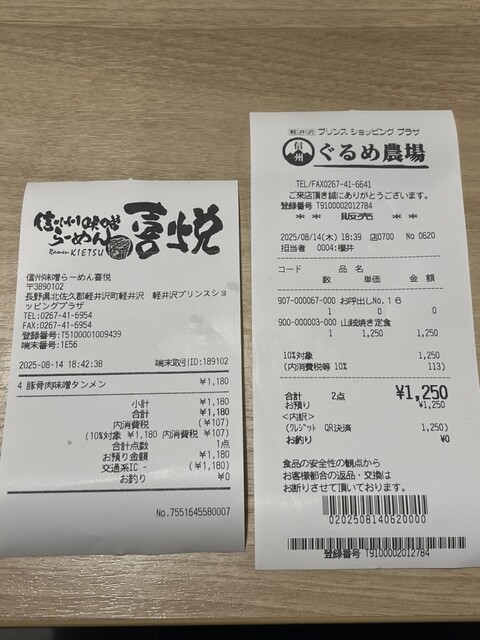 信州味噌
らーめん
喜悦
Ramen KIETSU
信州味噌らーめん喜悦
〒3890102
長野県北佐久郡軽井沢町軽井沢 軽井沢プリンスショ
ッピングプラザ
TEL:0267-41-6954
FAX:0267-41-6954
登録番号:T5100001009439
端末番号:1E56
2025-08-14 18:42:38 端末取引ID:189102
4 豚骨肉味噌タンメン ¥1,180
小計 ¥1,180
合計 ¥1,180
内消費税 (¥107)
(10%対象 ¥1,180 内消費税 ¥107)
合計点数 1点
お預り金額 ¥1,180
交通系IC - (¥1,180)
お釣り ¥0
No.7551645580007
軽井沢 プリンス ショッピング プラザ
信州 ぐるめ農場
TEL/FAX0267-41-6641
ご来店頂き誠にありがとうございます。
登録番号 T9100002012784
** 販売 **
2025/08/14(木) 18:39 店0700 No 0620
担当者 0004:櫻井
コード 品 名
数 単価 金 額
907-000067-000 お呼出しNo.16
1 0 0
900-000003-000 山賊焼き定食
1 1,250 1,250
10%対象 1,250
(内消費税等 10% 113)
合計 2点 ¥1,250
お預り ¥1,250
<内訳>
(クレジット QR決済 1,250)
お釣り ¥0
食品の安全性の観点から
お客様都合の返品・交換は
お断りさせて頂いております。
0202508140620000
登録番号 T9100002012784